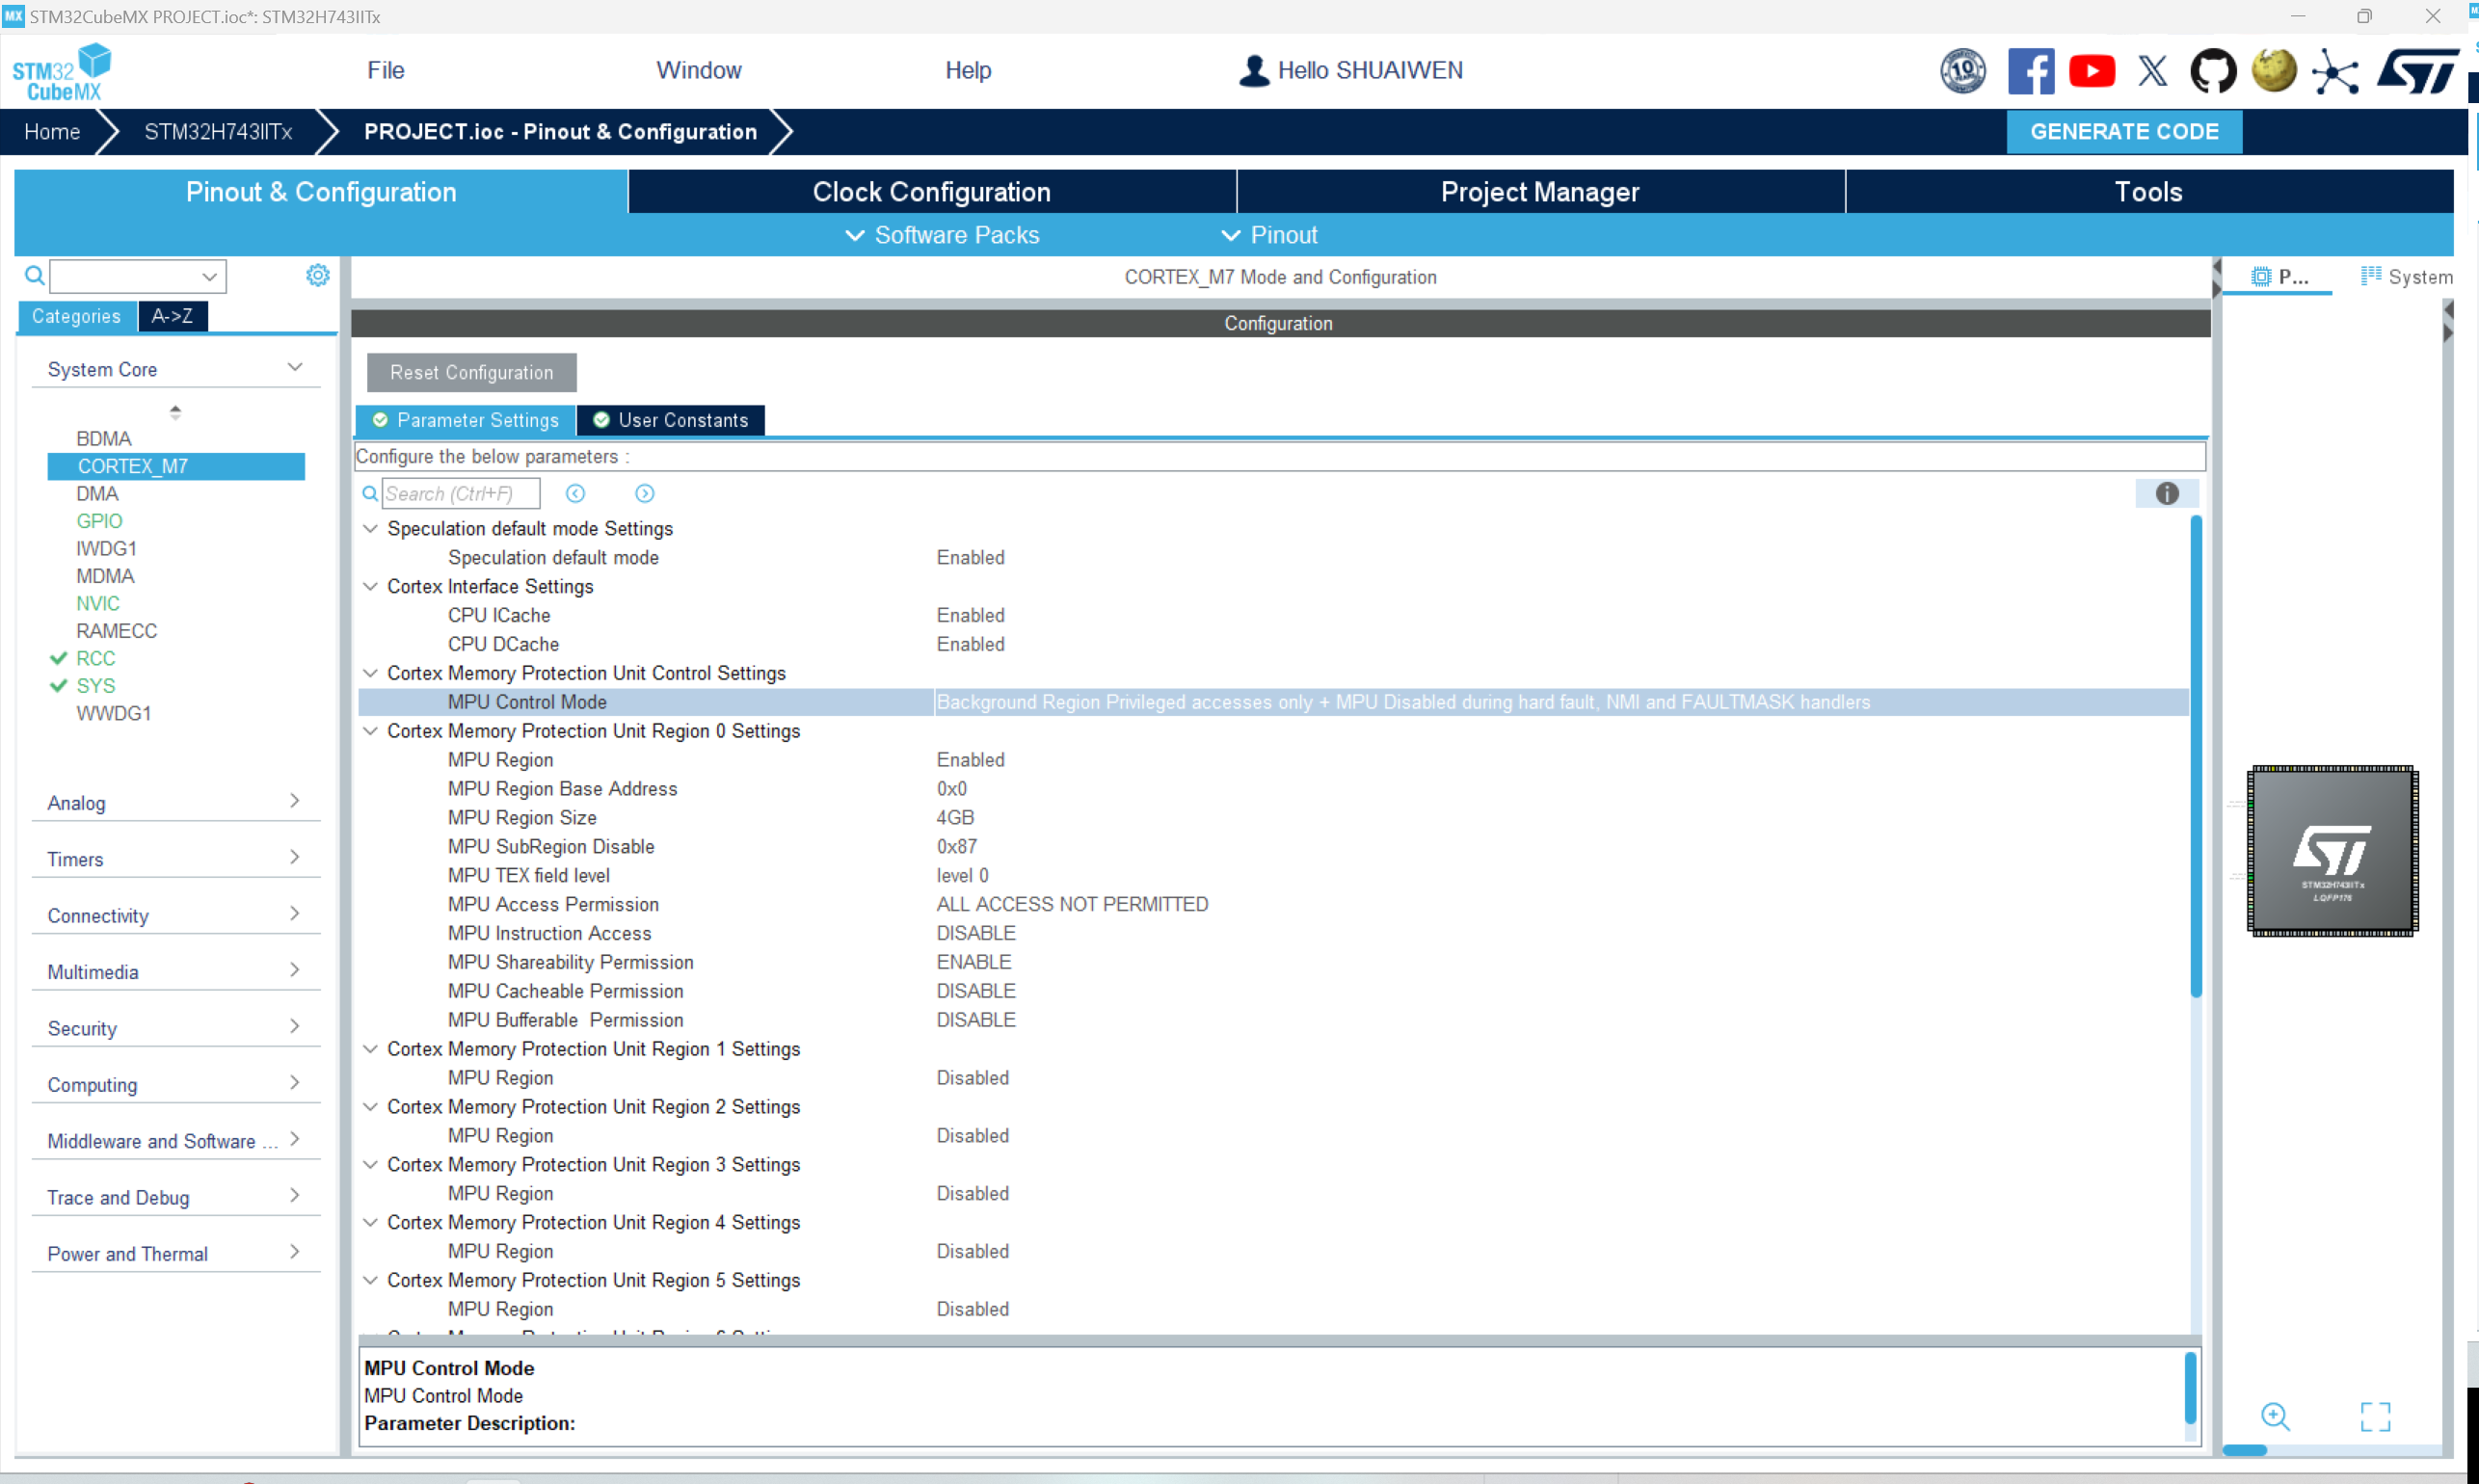 MX STM32CubeMX PROJECT.ioc*: STM32H743IITx
STM32 CubeMX
File
Window
Help
Hello SHUAIWEN
10
Home
STM32H743IITx
PROJECT.ioc - Pinout & Configuration
GENERATE CODE
Pinout & Configuration
Clock Configuration
Project Manager
Tools
Software Packs
Pinout
Categories
A->Z
System Core
BDMA
CORTEX_M7
DMA
GPIO
IWDG1
MDMA
NVIC
RAMECC
RCC
SYS
WWDG1
Analog
Timers
Connectivity
Multimedia
Security
Computing
Middleware and Software ...
Trace and Debug
Power and Thermal
CORTEX_M7 Mode and Configuration
Configuration
Reset Configuration
Parameter Settings
User Constants
Configure the below parameters :
Search (Ctrl+F)
Speculation default mode Settings
Speculation default mode Enabled
Cortex Interface Settings
CPU ICache Enabled
CPU DCache Enabled
Cortex Memory Protection Unit Control Settings
MPU Control Mode Background Region Privileged accesses only + MPU Disabled during hard fault, NMI and FAULTMASK handlers
Cortex Memory Protection Unit Region 0 Settings
MPU Region Enabled
MPU Region Base Address 0x0
MPU Region Size 4GB
MPU SubRegion Disable 0x87
MPU TEX field level level 0
MPU Access Permission ALL ACCESS NOT PERMITTED
MPU Instruction Access DISABLE
MPU Shareability Permission ENABLE
MPU Cacheable Permission DISABLE
MPU Bufferable Permission DISABLE
Cortex Memory Protection Unit Region 1 Settings
MPU Region Disabled
Cortex Memory Protection Unit Region 2 Settings
MPU Region Disabled
Cortex Memory Protection Unit Region 3 Settings
MPU Region Disabled
Cortex Memory Protection Unit Region 4 Settings
MPU Region Disabled
Cortex Memory Protection Unit Region 5 Settings
MPU Region Disabled
MPU Control Mode
MPU Control Mode
Parameter Description:
P...
System
ST
STM32H743IITx
LQFP176